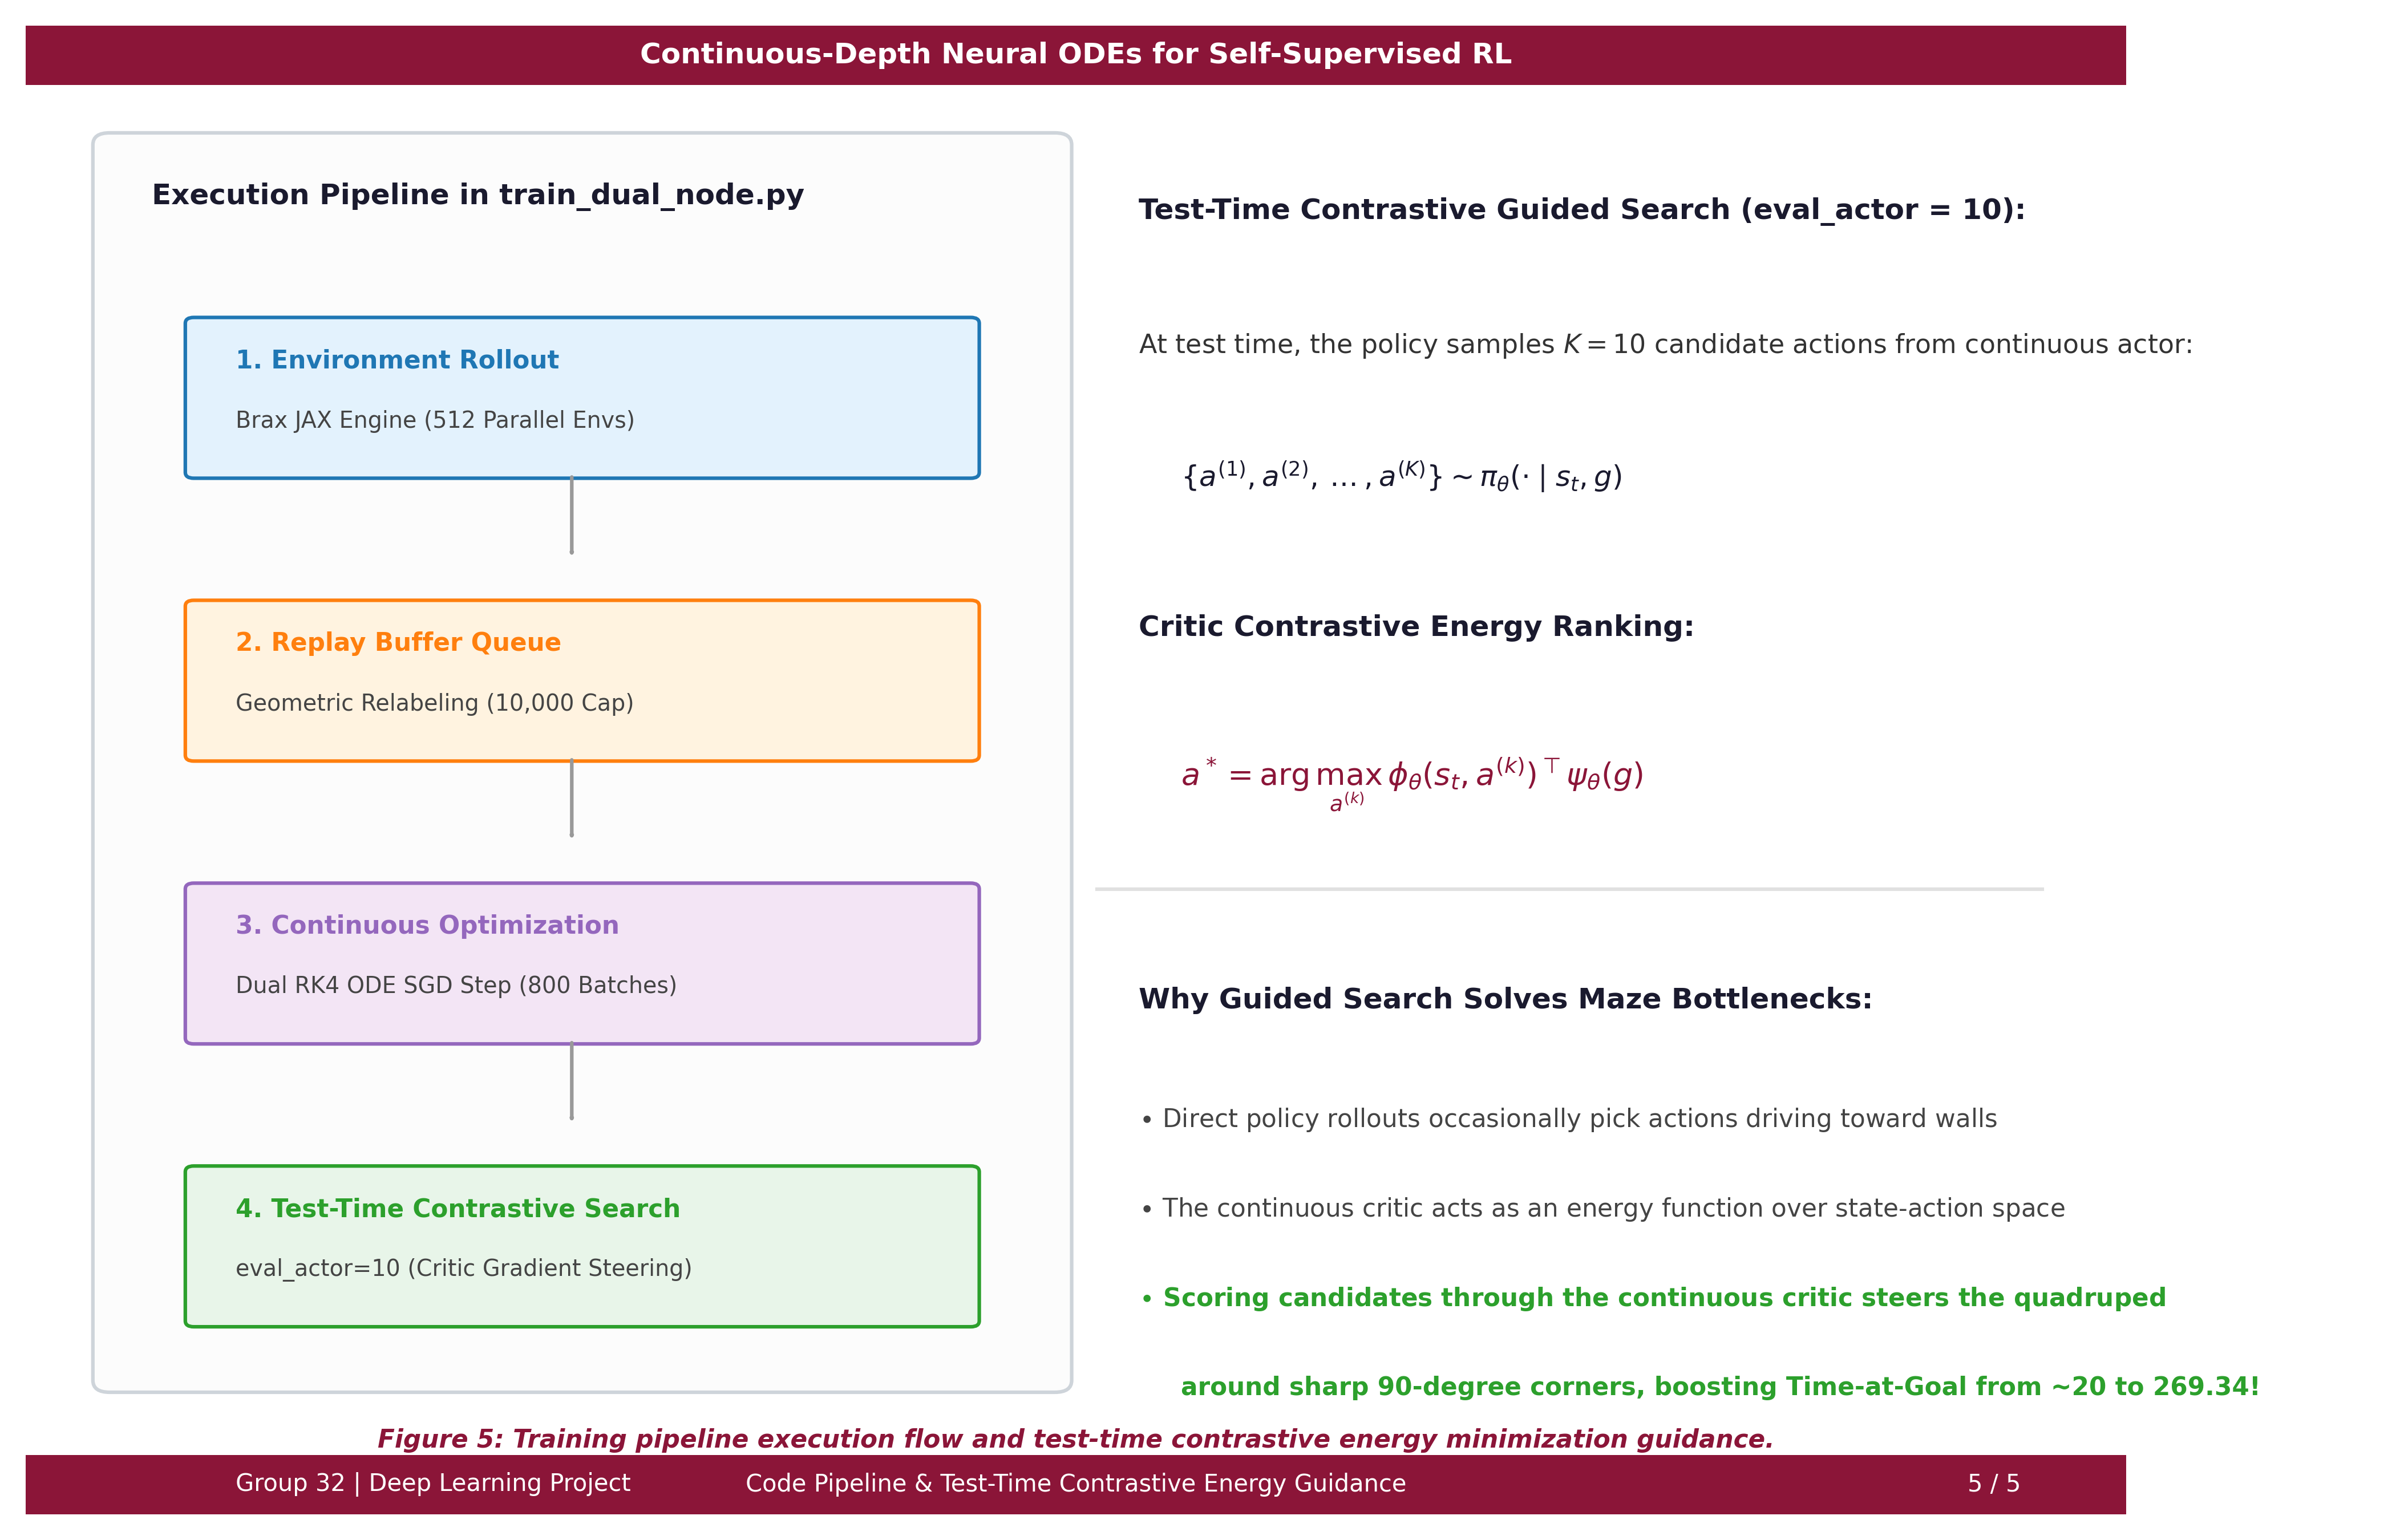 Continuous-Depth Neural ODEs for Self-Supervised RL
Execution Pipeline in train_dual_node.py
1. Environment Rollout
Brax JAX Engine (512 Parallel Envs)
2. Replay Buffer Queue
Geometric Relabeling (10,000 Cap)
3. Continuous Optimization
Dual RK4 ODE SGD Step (800 Batches)
4. Test-Time Contrastive Search
eval_actor=10 (Critic Gradient Steering)
Test-Time Contrastive Guided Search (eval_actor = 10):
At test time, the policy samples K = 10 candidate actions from continuous actor:
{a^(1), a^(2), … , a^(K)} ~ π_θ(· | s_t, g)
Critic Contrastive Energy Ranking:
a* = arg max_{a^(k)} ϕ_θ(s_t, a^(k))^⊤ ψ_θ(g)
Why Guided Search Solves Maze Bottlenecks:
• Direct policy rollouts occasionally pick actions driving toward walls
• The continuous critic acts as an energy function over state-action space
• Scoring candidates through the continuous critic steers the quadruped
around sharp 90-degree corners, boosting Time-at-Goal from ~20 to 269.34!
Figure 5: Training pipeline execution flow and test-time contrastive energy minimization guidance.
Group 32 | Deep Learning Project
Code Pipeline & Test-Time Contrastive Energy Guidance
5 / 5